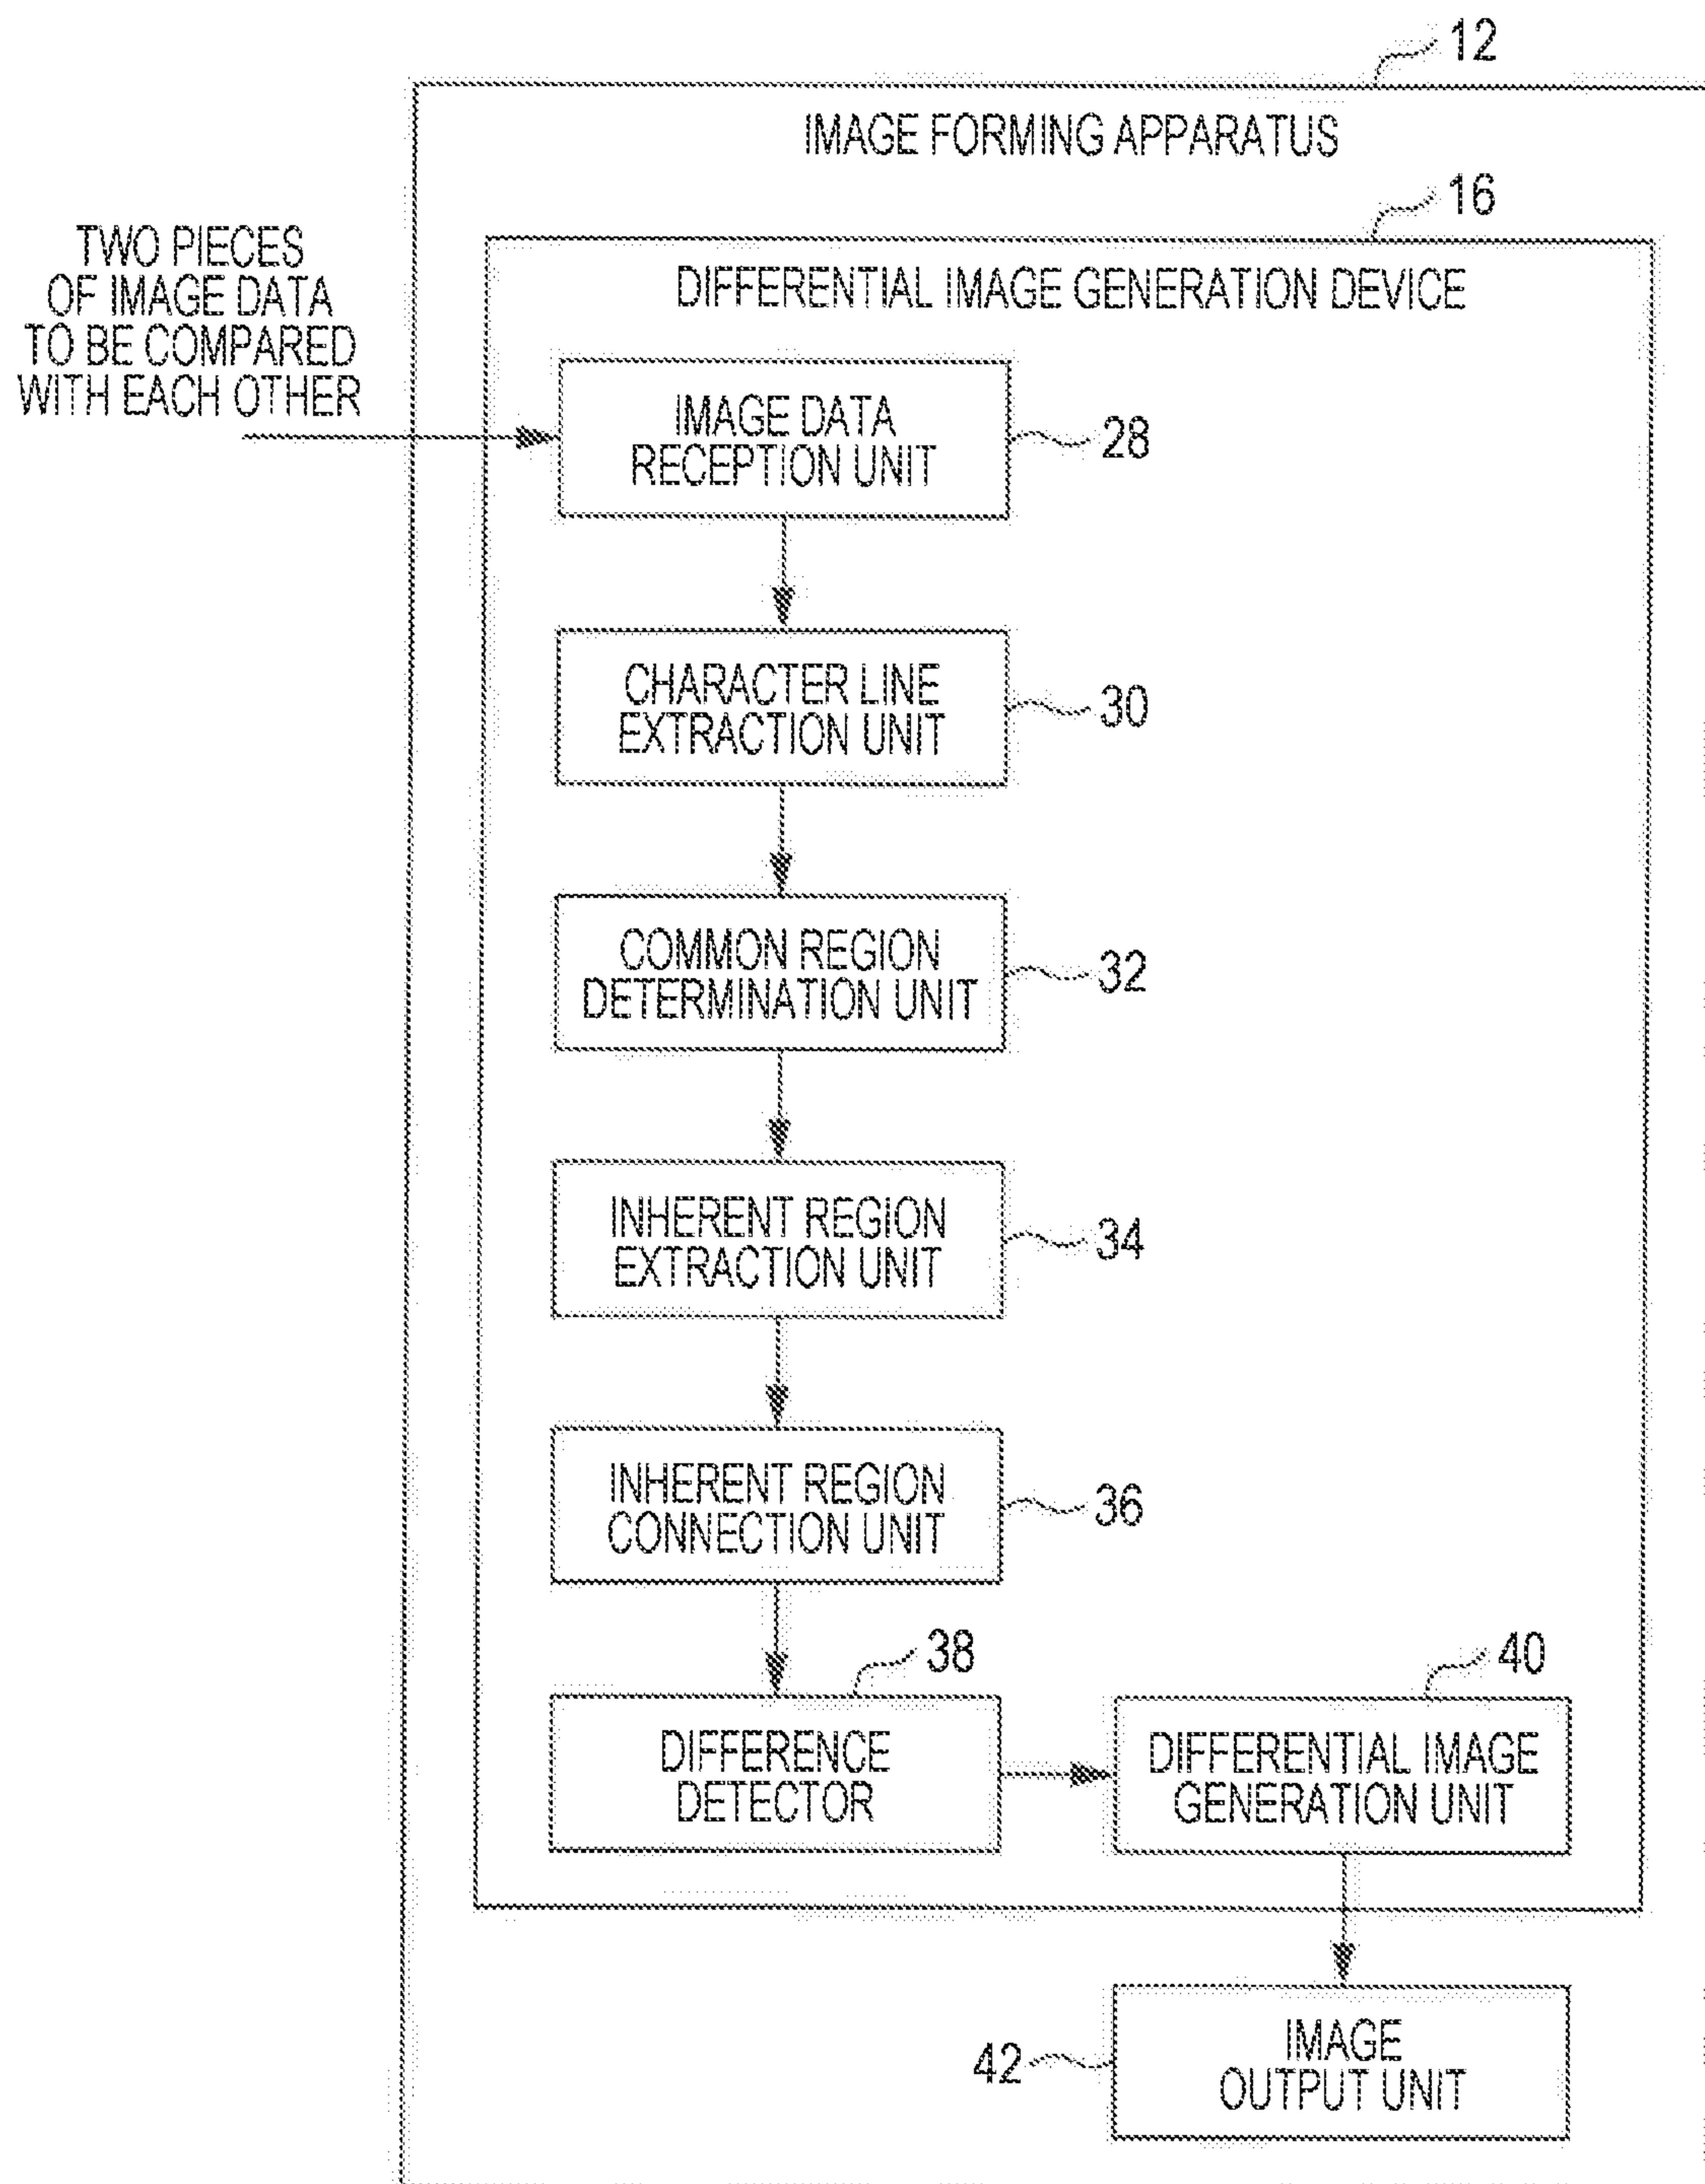 12
IMAGE FORMING APPARATUS
16
TWO PIECES
OF IMAGE DATA
TO BE COMPARED
WITH EACH OTHER
DIFFERENTIAL IMAGE GENERATION DEVICE
IMAGE DATA
RECEPTION UNIT
28
CHARACTER LINE
EXTRACTION UNIT
30
COMMON REGION
DETERMINATION UNIT
32
INHERENT REGION
EXTRACTION UNIT
34
INHERENT REGION
CONNECTION UNIT
36
38
DIFFERENCE
DETECTOR
40
DIFFERENTIAL IMAGE
GENERATION UNIT
42
IMAGE
OUTPUT UNIT